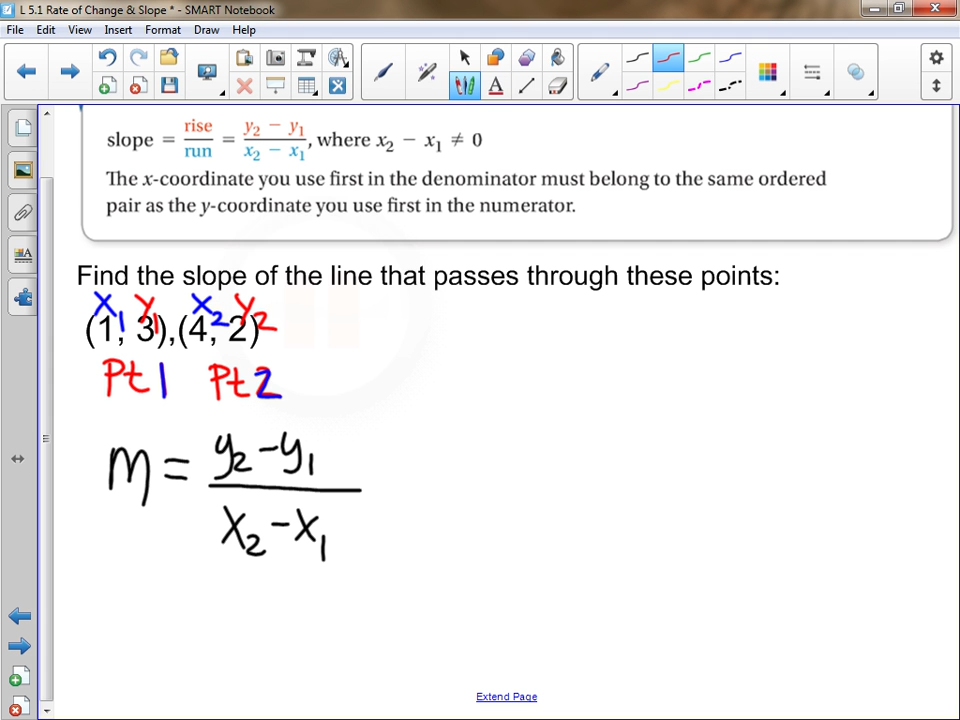 L 5.1 Rate of Change & Slope * - SMART Notebook
File Edit View Insert Format Draw Help
slope = rise/run = y₂ − y₁/x₂ − x₁, where x₂ − x₁ ≠ 0
The x-coordinate you use first in the denominator must belong to the same ordered
pair as the y-coordinate you use first in the numerator.
Find the slope of the line that passes through these points:
x₁ y₁ x₂ y₂
(1, 3),(4, 2)
Pt 1 Pt 2
m = y₂ - y₁
x₂ - x₁
Extend Page